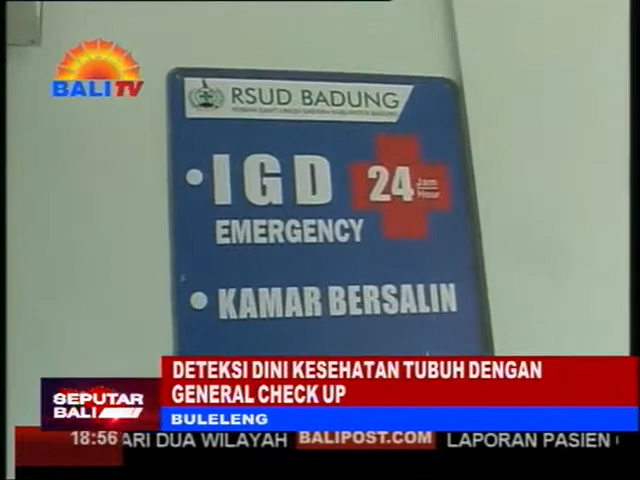 BALI TV
RSUD BADUNG
• IGD
EMERGENCY
24 Jam
Hour
• KAMAR BERSALIN
DETEKSI DINI KESEHATAN TUBUH DENGAN
GENERAL CHECK UP
SEPUTAR
BALI
BULELENG
18:56 ARI DUA WILAYAH BALIPOST.COM LAPORAN PASIEN